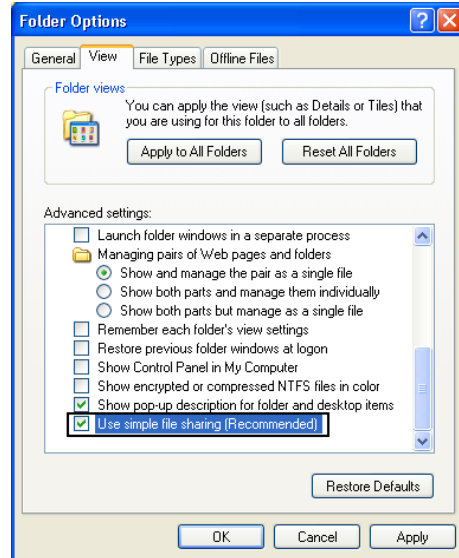 Folder Options
General View File Types Offline Files
Folder views
You can apply the view (such as Details or Tiles) that
you are using for this folder to all folders.
Apply to All Folders Reset All Folders
Advanced settings:
Launch folder windows in a separate process
Managing pairs of Web pages and folders
Show and manage the pair as a single file
Show both parts and manage them individually
Show both parts but manage as a single file
Remember each folder's view settings
Restore previous folder windows at logon
Show Control Panel in My Computer
Show encrypted or compressed NTFS files in color
Show pop-up description for folder and desktop items
Use simple file sharing (Recommended)
Restore Defaults
OK Cancel Apply